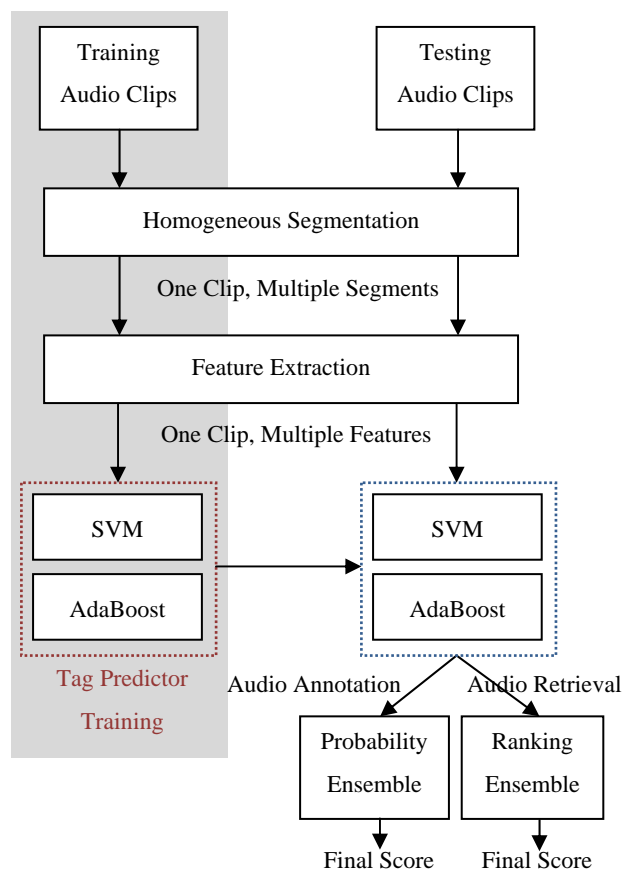 Training
Audio Clips
Testing
Audio Clips
Homogeneous Segmentation
One Clip, Multiple Segments
Feature Extraction
One Clip, Multiple Features
SVM
AdaBoost
SVM
AdaBoost
Tag Predictor
Training
Audio Annotation
Audio Retrieval
Probability
Ensemble
Ranking
Ensemble
Final Score
Final Score